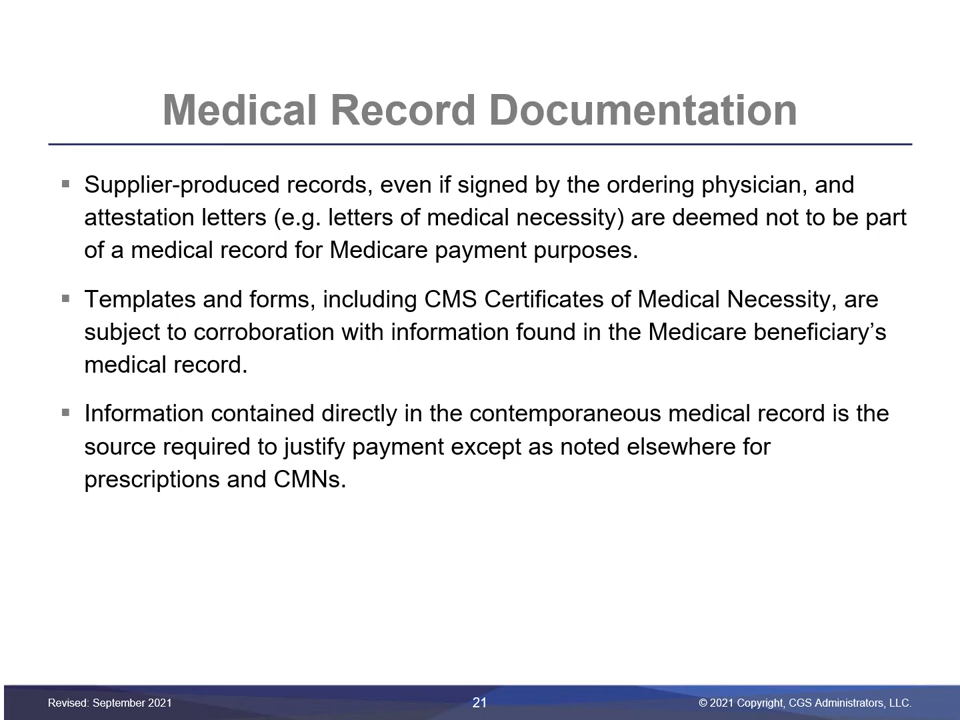 Medical Record Documentation
▪ Supplier-produced records, even if signed by the ordering physician, and
attestation letters (e.g. letters of medical necessity) are deemed not to be part
of a medical record for Medicare payment purposes.
▪ Templates and forms, including CMS Certificates of Medical Necessity, are
subject to corroboration with information found in the Medicare beneficiary’s
medical record.
▪ Information contained directly in the contemporaneous medical record is the
source required to justify payment except as noted elsewhere for
prescriptions and CMNs.
Revised: September 2021
21
© 2021 Copyright, CGS Administrators, LLC.